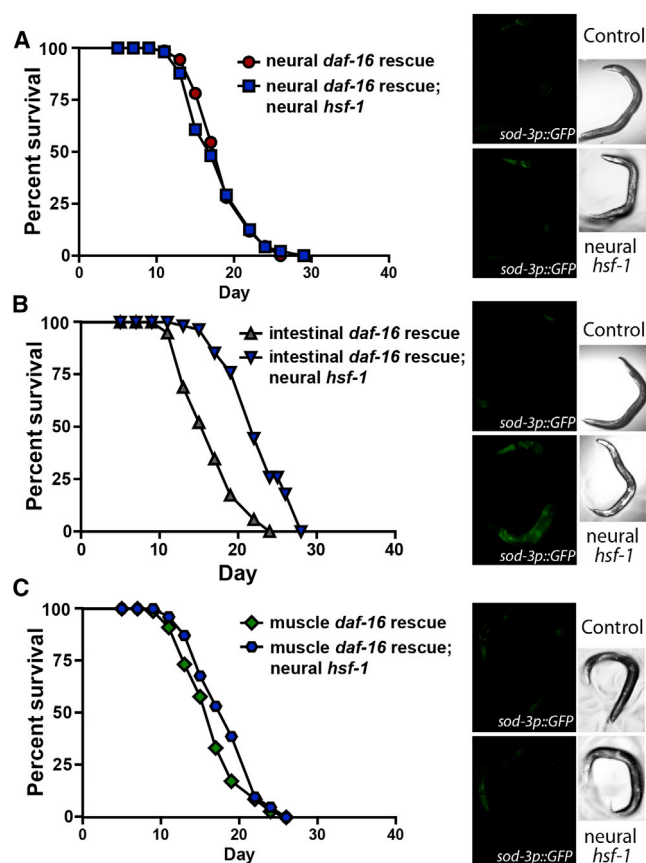 A
Percent survival
100
75
50
25
0
0
10
20
30
40
Day
neural daf-16 rescue
neural daf-16 rescue;
neural hsf-1
sod-3p::GFP
Control
sod-3p::GFP
neural
hsf-1
B
Percent survival
100
75
50
25
0
0
10
20
30
40
Day
intestinal daf-16 rescue
intestinal daf-16 rescue;
neural hsf-1
sod-3p::GFP
Control
sod-3p::GFP
neural
hsf-1
C
Percent survival
100
75
50
25
0
0
10
20
30
40
Day
muscle daf-16 rescue
muscle daf-16 rescue;
neural hsf-1
sod-3p::GFP
Control
sod-3p::GFP
neural
hsf-1